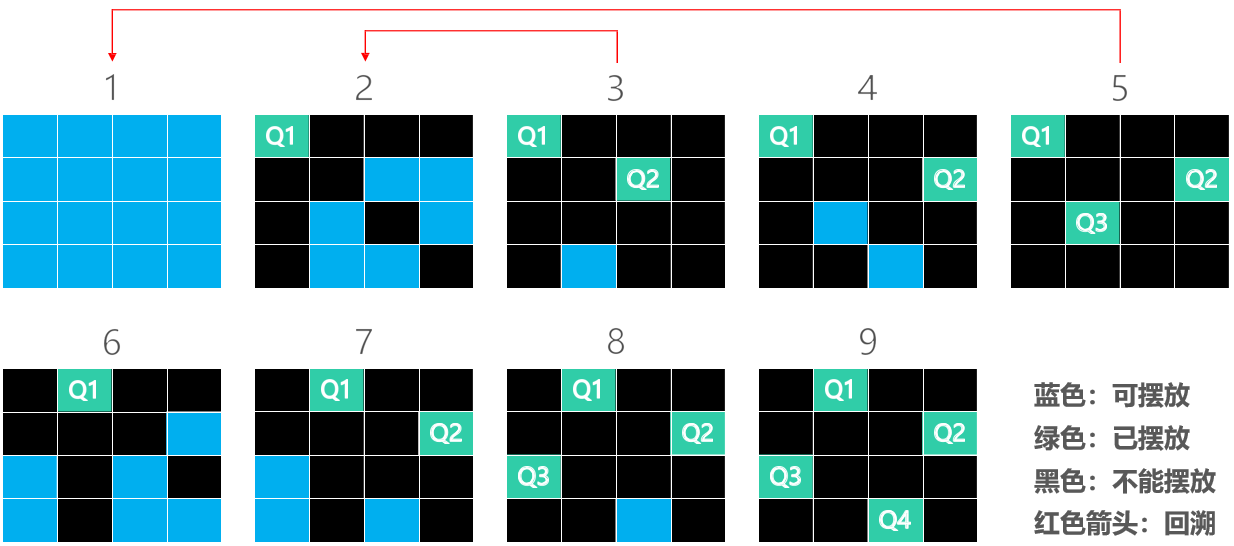 1 2 3 4 5
Q1 Q1 Q1 Q1
Q2 Q2 Q2
Q3
6 7 8 9
Q1 Q1 Q1 Q1
Q2 Q2 Q2
Q3 Q3
Q4
蓝色：可摆放
绿色：已摆放
黑色：不能摆放
红色箭头：回溯